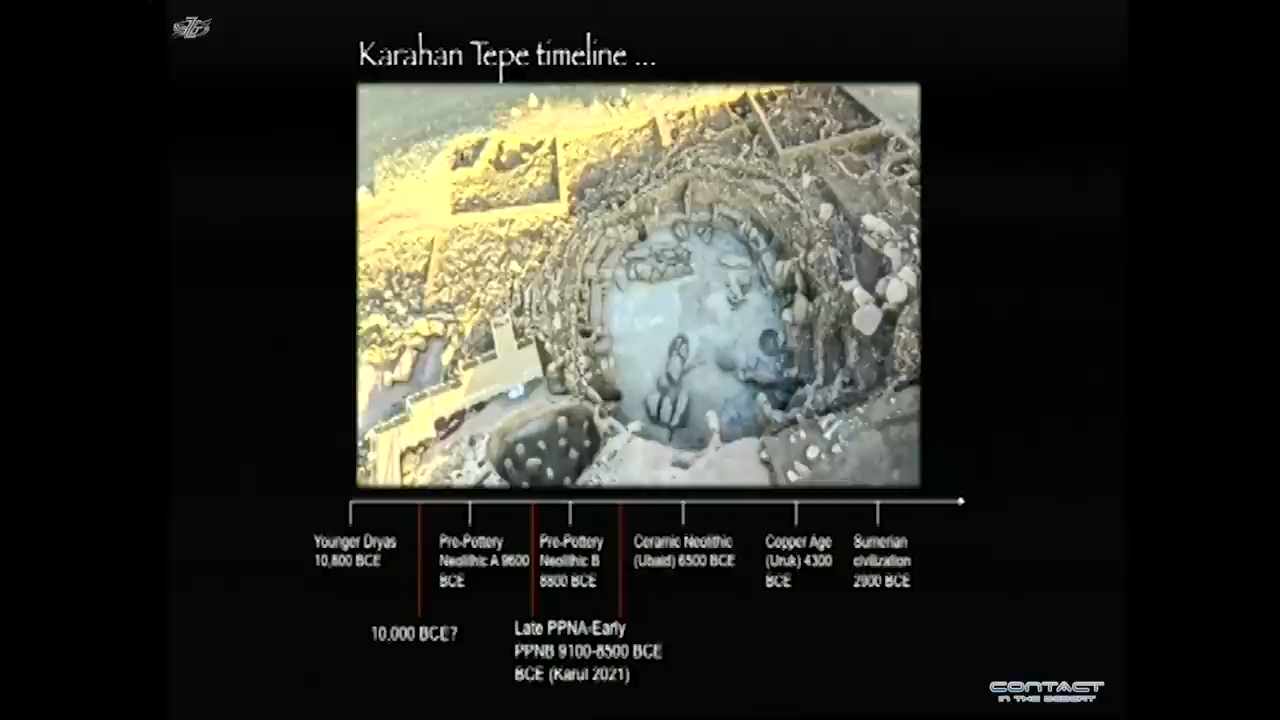 Karahan Tepe timeline ...
Younger Dryas
10,800 BCE
Pre-Pottery
Neolithic A 9600
BCE
Pre-Pottery
Neolithic B
8800 BCE
Ceramic Neolithic
(Ubaid) 6500 BCE
Copper Age
(Uruk) 4300
BCE
Sumerian
civilization
2900 BCE
10,000 BCE?
Late PPNA-Early
PPNB 9100-8500 BCE
BCE (Karul 2021)
CONTACT
IN THE DESERT